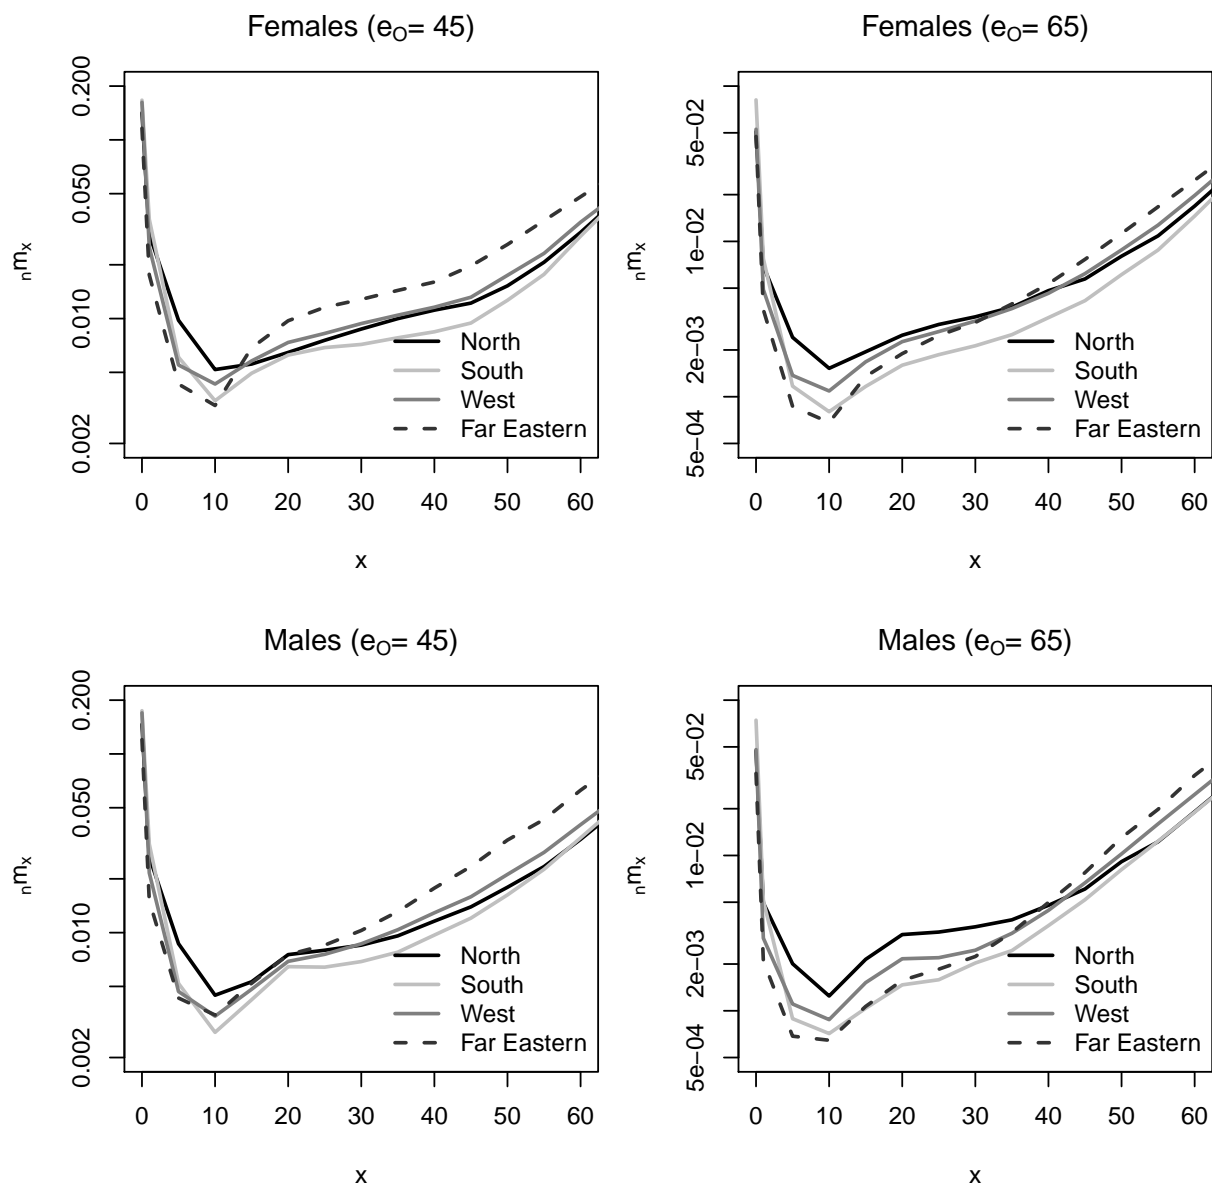 Females (eO= 45)
0.200
0.050
0.010
0.002
nmx
North
South
West
Far Eastern
0 10 20 30 40 50 60
x
Females (eO= 65)
5e−02
1e−02
2e−03
5e−04
nmx
North
South
West
Far Eastern
0 10 20 30 40 50 60
x
Males (eO= 45)
0.200
0.050
0.010
0.002
nmx
North
South
West
Far Eastern
0 10 20 30 40 50 60
x
Males (eO= 65)
5e−02
1e−02
2e−03
5e−04
nmx
North
South
West
Far Eastern
0 10 20 30 40 50 60
x